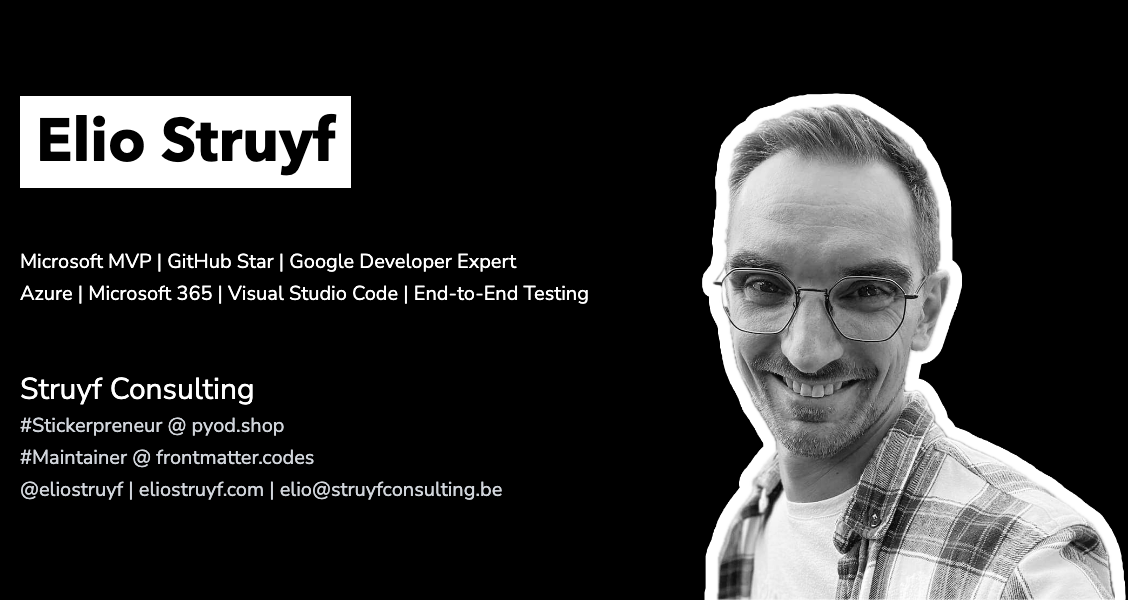 Elio Struyf
Microsoft MVP | GitHub Star | Google Developer Expert
Azure | Microsoft 365 | Visual Studio Code | End-to-End Testing
Struyf Consulting
#Stickerpreneur @ pyod.shop
#Maintainer @ frontmatter.codes
@eliostruyf | eliostruyf.com | elio@struyfconsulting.be